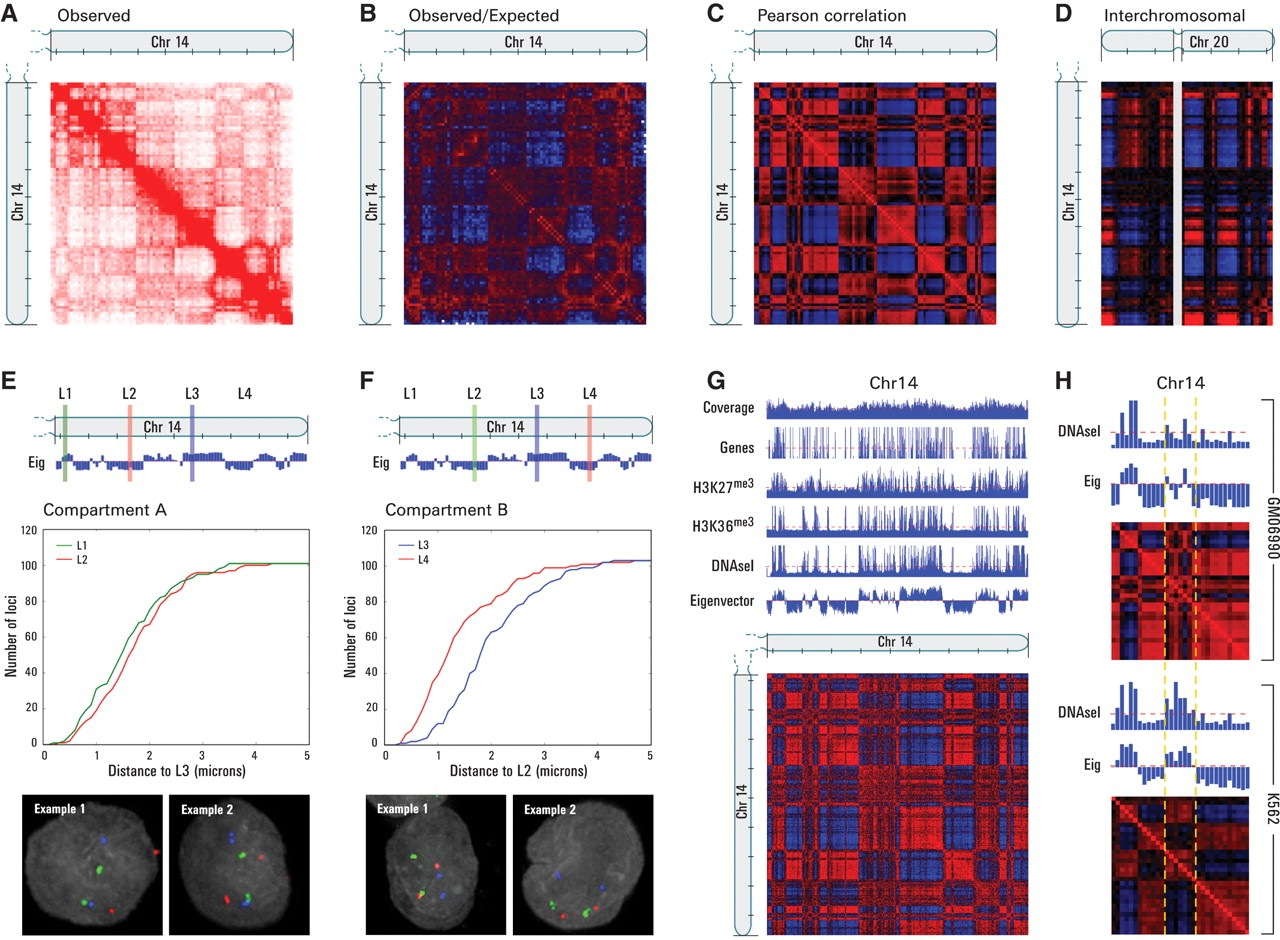 A Observed
Chr 14
Chr 14
B Observed/Expected
Chr 14
Chr 14
C Pearson correlation
Chr 14
Chr 14
D Interchromosomal
Chr 20
Chr 14
E
L1 L2 L3 L4
Chr 14
Eig
Compartment A
120
100
80
60
40
20
0
Number of loci
L1
L2
0 1 2 3 4 5
Distance to L3 (microns)
Example 1
Example 2
F
L1 L2 L3 L4
Chr 14
Eig
Compartment B
120
100
80
60
40
20
0
Number of loci
L3
L4
0 1 2 3 4 5
Distance to L2 (microns)
Example 1
Example 2
G Chr14
Coverage
Genes
H3K27me3
H3K36me3
DNAseI
Eigenvector
Chr 14
Chr 14
H Chr14
DNAseI
Eig
GM06990
DNAseI
Eig
K562